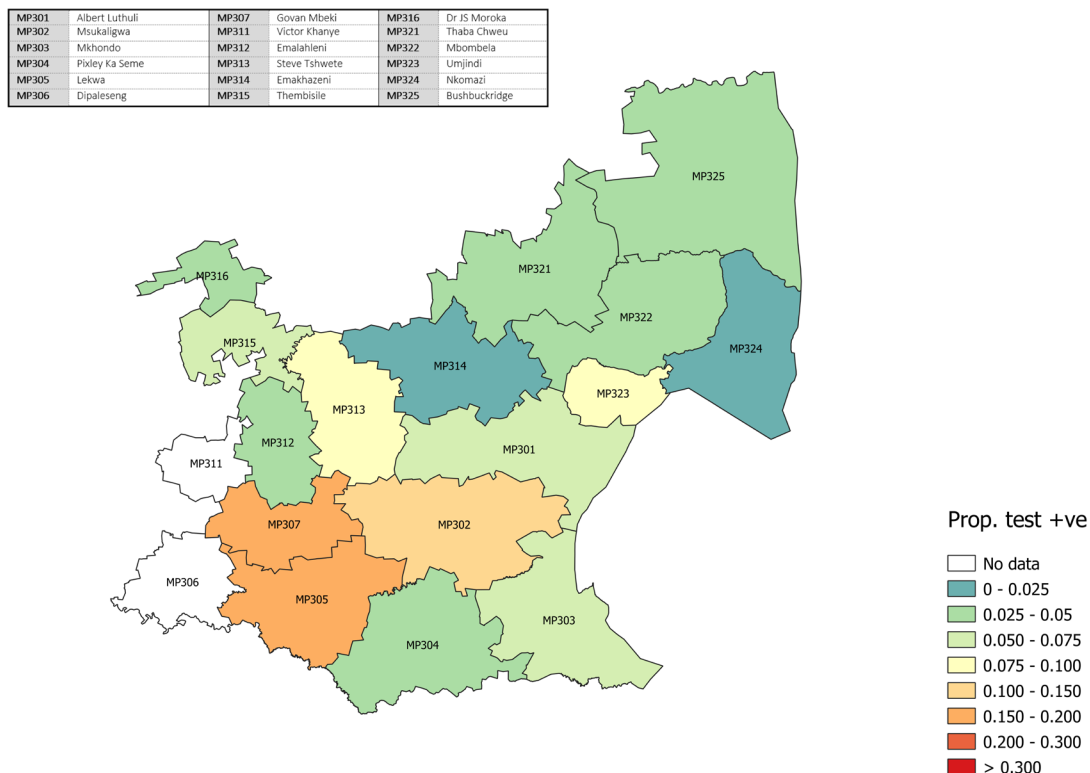 MP301 Albert Luthuli MP307 Govan Mbeki MP316 Dr JS Moroka
MP302 Msukaligwa MP311 Victor Khanye MP321 Thaba Chweu
MP303 Mkhondo MP312 Emalahleni MP322 Mbombela
MP304 Pixley Ka Seme MP313 Steve Tshwete MP323 Umjindi
MP305 Lekwa MP314 Emakhazeni MP324 Nkomazi
MP306 Dipaleseng MP315 Thembisile MP325 Bushbuckridge
MP325
MP321
MP316
MP322
MP315
MP324
MP314
MP323
MP313
MP312
MP301
MP311
MP307
MP302
MP306
MP305
MP303
MP304
Prop. test +ve
No data
0 - 0.025
0.025 - 0.05
0.050 - 0.075
0.075 - 0.100
0.100 - 0.150
0.150 - 0.200
0.200 - 0.300
> 0.300